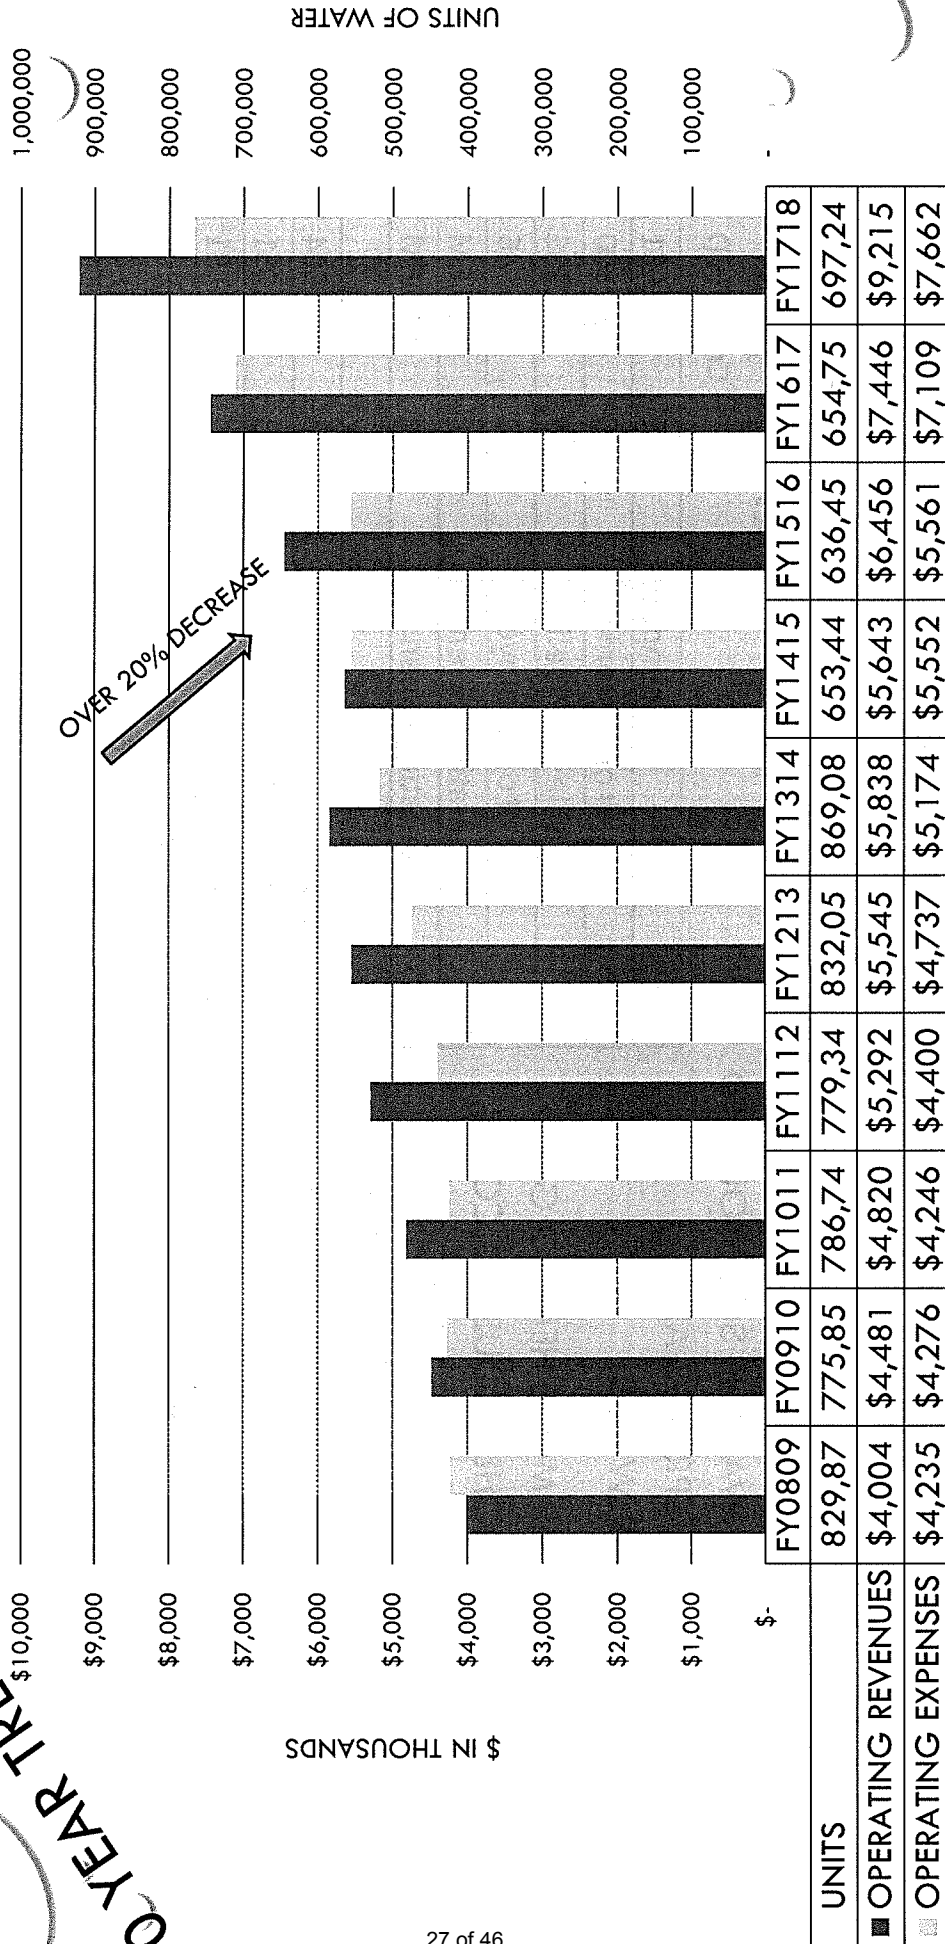 O YEAR TRE
$ IN THOUSANDS
$10,000
$9,000
$8,000
$7,000
$6,000
$5,000
$4,000
$3,000
$2,000
$1,000
$-
OVER 20% DECREASE
UNITS OF WATER
1,000,000
900,000
800,000
700,000
600,000
500,000
400,000
300,000
200,000
100,000
-
FY0809 FY0910 FY1011 FY1112 FY1213 FY1314 FY1415 FY1516 FY1617 FY1718
UNITS 829,87 775,85 786,74 779,34 832,05 869,08 653,44 636,45 654,75 697,24
OPERATING REVENUES $4,004 $4,481 $4,820 $5,292 $5,545 $5,838 $5,643 $6,456 $7,446 $9,215
OPERATING EXPENSES $4,235 $4,276 $4,246 $4,400 $4,737 $5,174 $5,552 $5,561 $7,109 $7,662
27 of 46